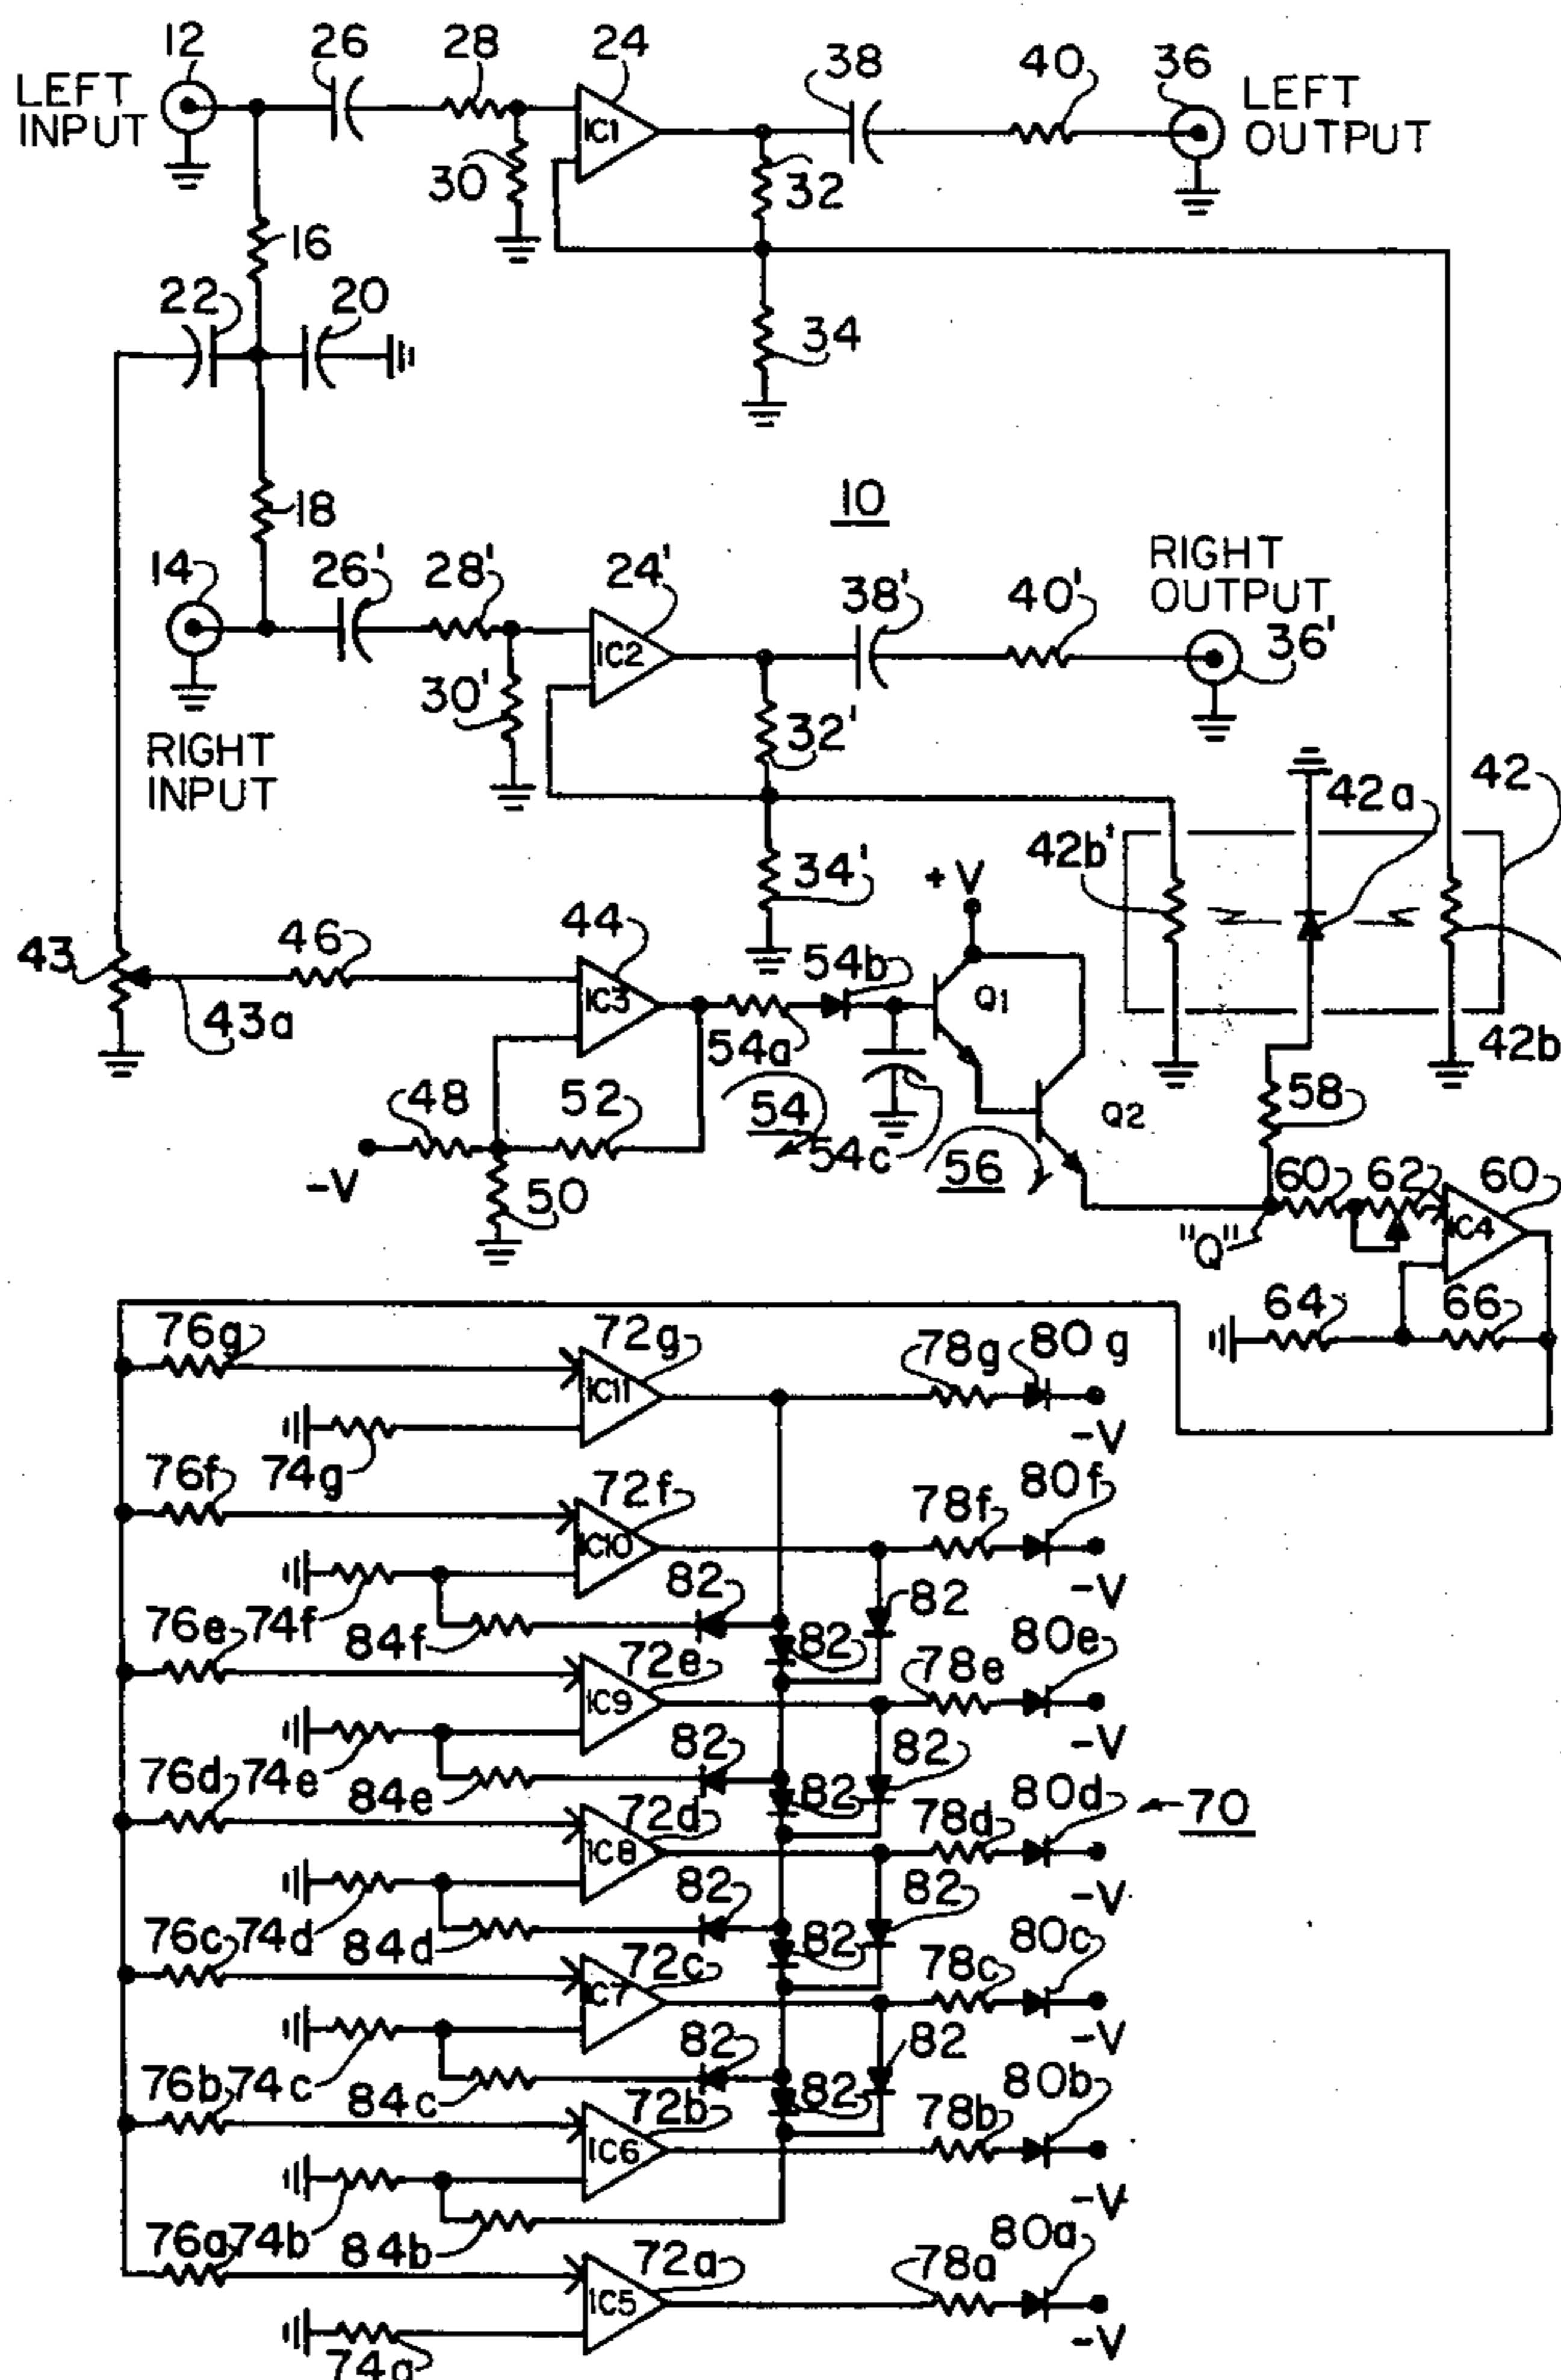 12 26 28 24 38 40 36
LEFT INPUT
LEFT OUTPUT
IC1
30 32
16
22 20
34
18
10
14 26' 28' 24' 38' 40'
RIGHT OUTPUT
36'
IC2
30' 32'
RIGHT INPUT
42
42a
42b' 34' +V
43 46 44 54b
IC3 Q1
43a 54a 42b
48 52 54 Q2 58
54c 56
-V 50
60 62 60
"Q" IC4
64 66
76g 72g 78g 80g
IC11
-V
74g
76f 72f 78f 80f
IC10
-V
82 82
76e 74f 84f 82 80e
72e 78e
IC9
-V
82 82
76d 74e 84e 82 80d
72d 78d 70
IC8
-V
82 82
76c 74d 84d 82 80c
72c 78c
IC7
-V
82 82
76b 74c 84c 82 80b
72b 78b
IC6
-V
76a 74b 84b 72a 78a 80a
IC5
-V
74a